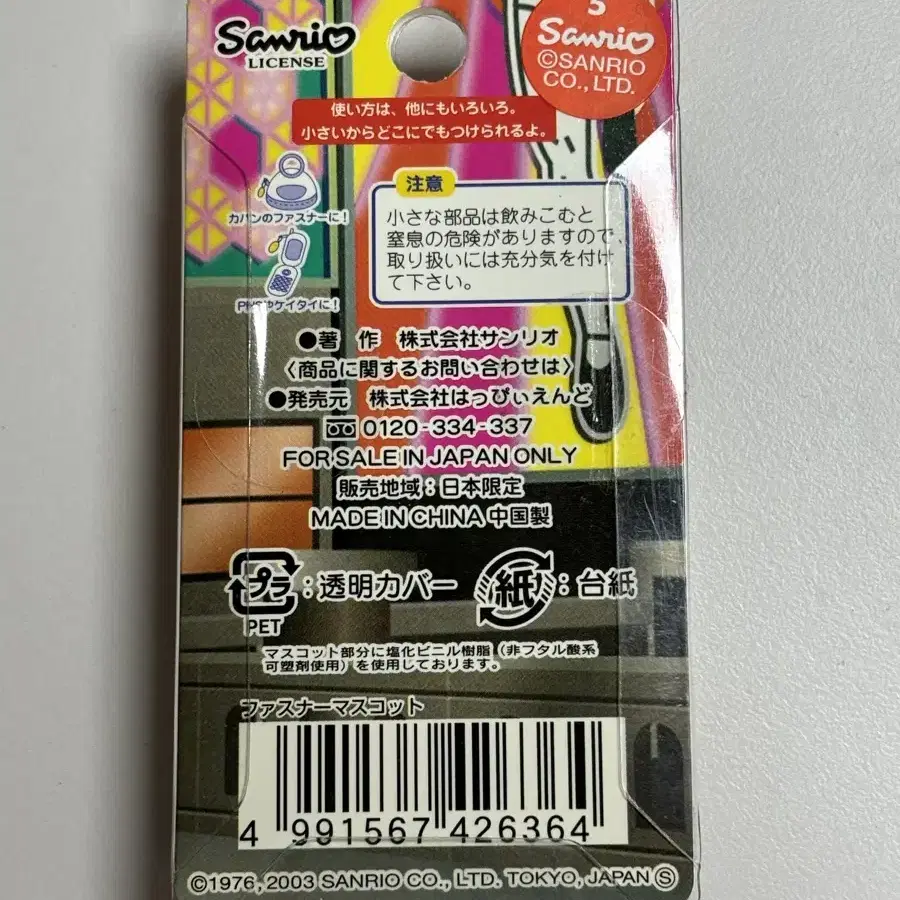 Sanrio
LICENSE
5
Sanrio
©SANRIO
CO., LTD.
使い方は、他にもいろいろ。
小さいからどこにでもつけられるよ。
カバンのファスナーに!
PHSやケイタイに!
注意
小さな部品は飲みこむと
窒息の危険がありますので、
取り扱いには充分気を付け
て下さい。
●著 作 株式会社サンリオ
〈商品に関するお問い合わせは〉
●発売元 株式会社はっぴぃえんど
0120-334-337
FOR SALE IN JAPAN ONLY
販売地域:日本限定
MADE IN CHINA 中国製
プラ:透明カバー
PET
紙:台紙
マスコット部分に塩化ビニル樹脂(非フタル酸系
可塑剤使用)を使用しております。
ファスナーマスコット
4 991567 426364
©1976, 2003 SANRIO CO., LTD. TOKYO, JAPAN Ⓢ